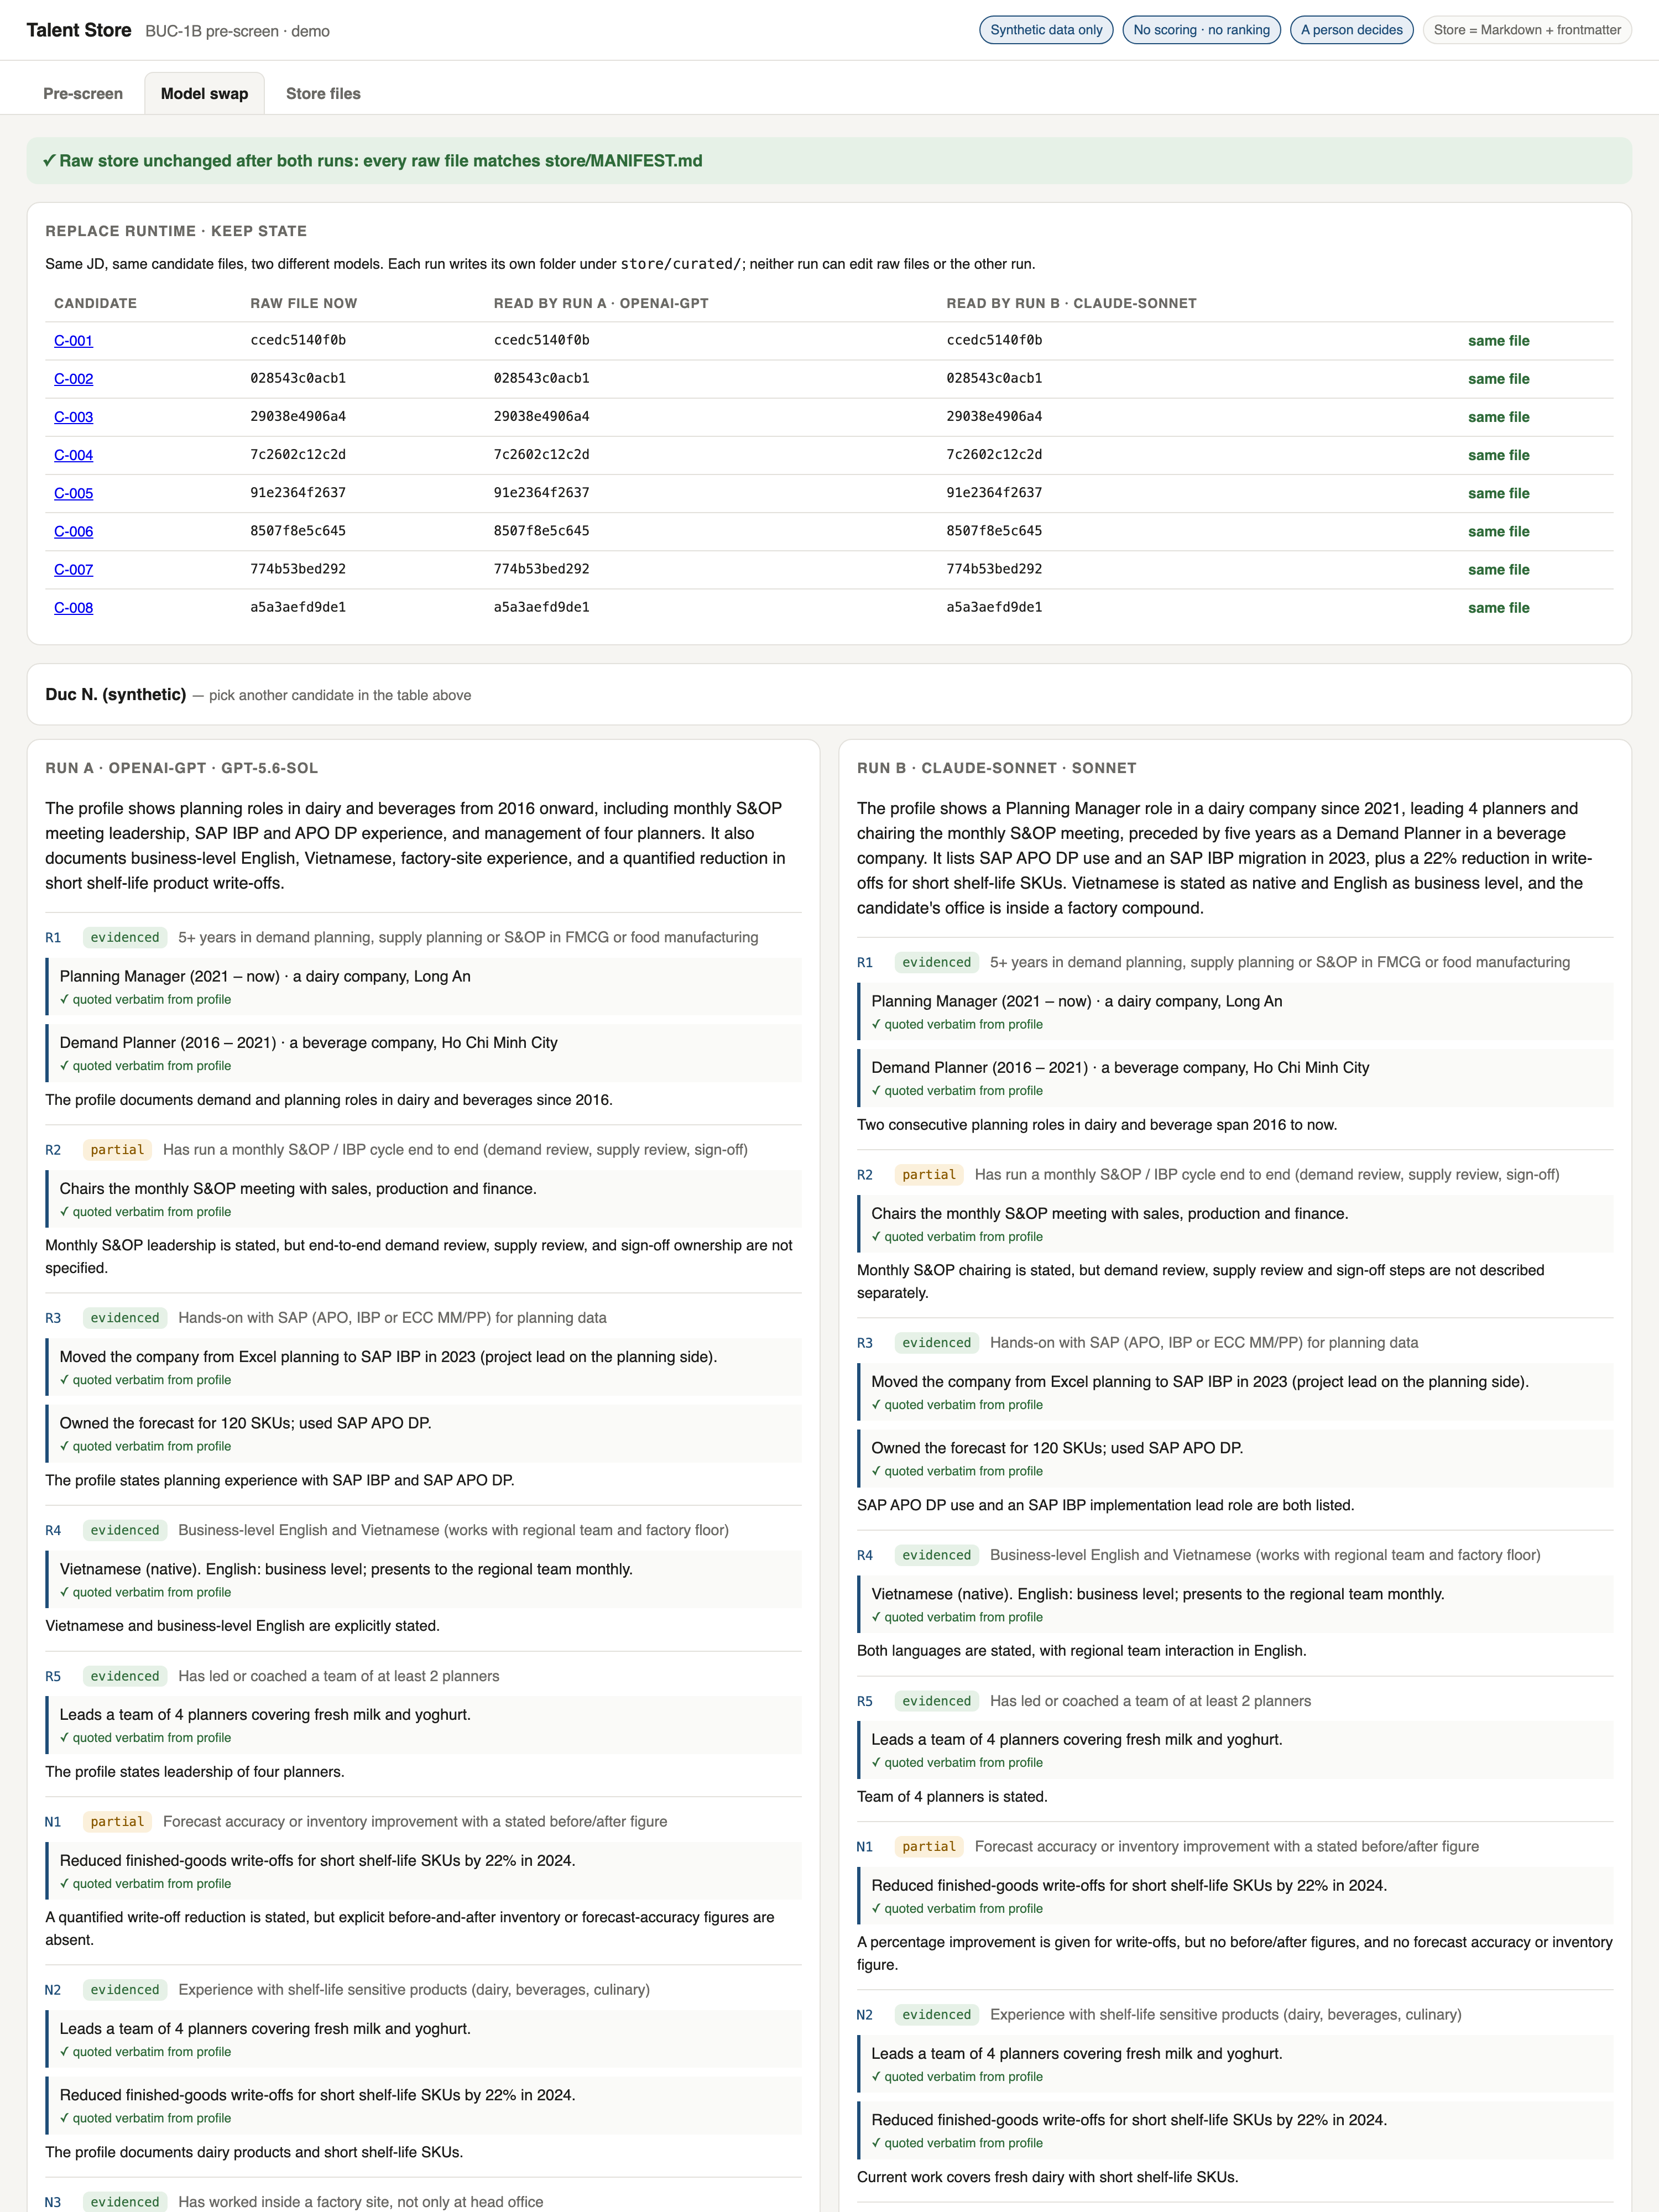 Talent Store BUC-1B pre-screen · demo
Synthetic data only
No scoring · no ranking
A person decides
Store = Markdown + frontmatter
Pre-screen
Model swap
Store files
✓ Raw store unchanged after both runs: every raw file matches store/MANIFEST.md
REPLACE RUNTIME · KEEP STATE
Same JD, same candidate files, two different models. Each run writes its own folder under store/curated/; neither run can edit raw files or the other run.
CANDIDATE RAW FILE NOW READ BY RUN A · OPENAI-GPT READ BY RUN B · CLAUDE-SONNET
C-001 ccedc5140f0b ccedc5140f0b ccedc5140f0b same file
C-002 028543c0acb1 028543c0acb1 028543c0acb1 same file
C-003 29038e4906a4 29038e4906a4 29038e4906a4 same file
C-004 7c2602c12c2d 7c2602c12c2d 7c2602c12c2d same file
C-005 91e2364f2637 91e2364f2637 91e2364f2637 same file
C-006 8507f8e5c645 8507f8e5c645 8507f8e5c645 same file
C-007 774b53bed292 774b53bed292 774b53bed292 same file
C-008 a5a3aefd9de1 a5a3aefd9de1 a5a3aefd9de1 same file
Duc N. (synthetic) — pick another candidate in the table above
RUN A · OPENAI-GPT · GPT-5.6-SOL
The profile shows planning roles in dairy and beverages from 2016 onward, including monthly S&OP
meeting leadership, SAP IBP and APO DP experience, and management of four planners. It also
documents business-level English, Vietnamese, factory-site experience, and a quantified reduction in
short shelf-life product write-offs.
R1 evidenced 5+ years in demand planning, supply planning or S&OP in FMCG or food manufacturing
Planning Manager (2021 – now) · a dairy company, Long An
✓ quoted verbatim from profile
Demand Planner (2016 – 2021) · a beverage company, Ho Chi Minh City
✓ quoted verbatim from profile
The profile documents demand and planning roles in dairy and beverages since 2016.
R2 partial Has run a monthly S&OP / IBP cycle end to end (demand review, supply review, sign-off)
Chairs the monthly S&OP meeting with sales, production and finance.
✓ quoted verbatim from profile
Monthly S&OP leadership is stated, but end-to-end demand review, supply review, and sign-off ownership are not
specified.
R3 evidenced Hands-on with SAP (APO, IBP or ECC MM/PP) for planning data
Moved the company from Excel planning to SAP IBP in 2023 (project lead on the planning side).
✓ quoted verbatim from profile
Owned the forecast for 120 SKUs; used SAP APO DP.
✓ quoted verbatim from profile
The profile states planning experience with SAP IBP and SAP APO DP.
R4 evidenced Business-level English and Vietnamese (works with regional team and factory floor)
Vietnamese (native). English: business level; presents to the regional team monthly.
✓ quoted verbatim from profile
Vietnamese and business-level English are explicitly stated.
R5 evidenced Has led or coached a team of at least 2 planners
Leads a team of 4 planners covering fresh milk and yoghurt.
✓ quoted verbatim from profile
The profile states leadership of four planners.
N1 partial Forecast accuracy or inventory improvement with a stated before/after figure
Reduced finished-goods write-offs for short shelf-life SKUs by 22% in 2024.
✓ quoted verbatim from profile
A quantified write-off reduction is stated, but explicit before-and-after inventory or forecast-accuracy figures are
absent.
N2 evidenced Experience with shelf-life sensitive products (dairy, beverages, culinary)
Leads a team of 4 planners covering fresh milk and yoghurt.
✓ quoted verbatim from profile
Reduced finished-goods write-offs for short shelf-life SKUs by 22% in 2024.
✓ quoted verbatim from profile
The profile documents dairy products and short shelf-life SKUs.
N3 evidenced Has worked inside a factory site, not only at head office
RUN B · CLAUDE-SONNET · SONNET
The profile shows a Planning Manager role in a dairy company since 2021, leading 4 planners and
chairing the monthly S&OP meeting, preceded by five years as a Demand Planner in a beverage
company. It lists SAP APO DP use and an SAP IBP migration in 2023, plus a 22% reduction in write-
offs for short shelf-life SKUs. Vietnamese is stated as native and English as business level, and the
candidate's office is inside a factory compound.
R1 evidenced 5+ years in demand planning, supply planning or S&OP in FMCG or food manufacturing
Planning Manager (2021 – now) · a dairy company, Long An
✓ quoted verbatim from profile
Demand Planner (2016 – 2021) · a beverage company, Ho Chi Minh City
✓ quoted verbatim from profile
Two consecutive planning roles in dairy and beverage span 2016 to now.
R2 partial Has run a monthly S&OP / IBP cycle end to end (demand review, supply review, sign-off)
Chairs the monthly S&OP meeting with sales, production and finance.
✓ quoted verbatim from profile
Monthly S&OP chairing is stated, but demand review, supply review and sign-off steps are not described
separately.
R3 evidenced Hands-on with SAP (APO, IBP or ECC MM/PP) for planning data
Moved the company from Excel planning to SAP IBP in 2023 (project lead on the planning side).
✓ quoted verbatim from profile
Owned the forecast for 120 SKUs; used SAP APO DP.
✓ quoted verbatim from profile
SAP APO DP use and an SAP IBP implementation lead role are both listed.
R4 evidenced Business-level English and Vietnamese (works with regional team and factory floor)
Vietnamese (native). English: business level; presents to the regional team monthly.
✓ quoted verbatim from profile
Both languages are stated, with regional team interaction in English.
R5 evidenced Has led or coached a team of at least 2 planners
Leads a team of 4 planners covering fresh milk and yoghurt.
✓ quoted verbatim from profile
Team of 4 planners is stated.
N1 partial Forecast accuracy or inventory improvement with a stated before/after figure
Reduced finished-goods write-offs for short shelf-life SKUs by 22% in 2024.
✓ quoted verbatim from profile
A percentage improvement is given for write-offs, but no before/after figures, and no forecast accuracy or inventory
figure.
N2 evidenced Experience with shelf-life sensitive products (dairy, beverages, culinary)
Leads a team of 4 planners covering fresh milk and yoghurt.
✓ quoted verbatim from profile
Reduced finished-goods write-offs for short shelf-life SKUs by 22% in 2024.
✓ quoted verbatim from profile
Current work covers fresh dairy with short shelf-life SKUs.